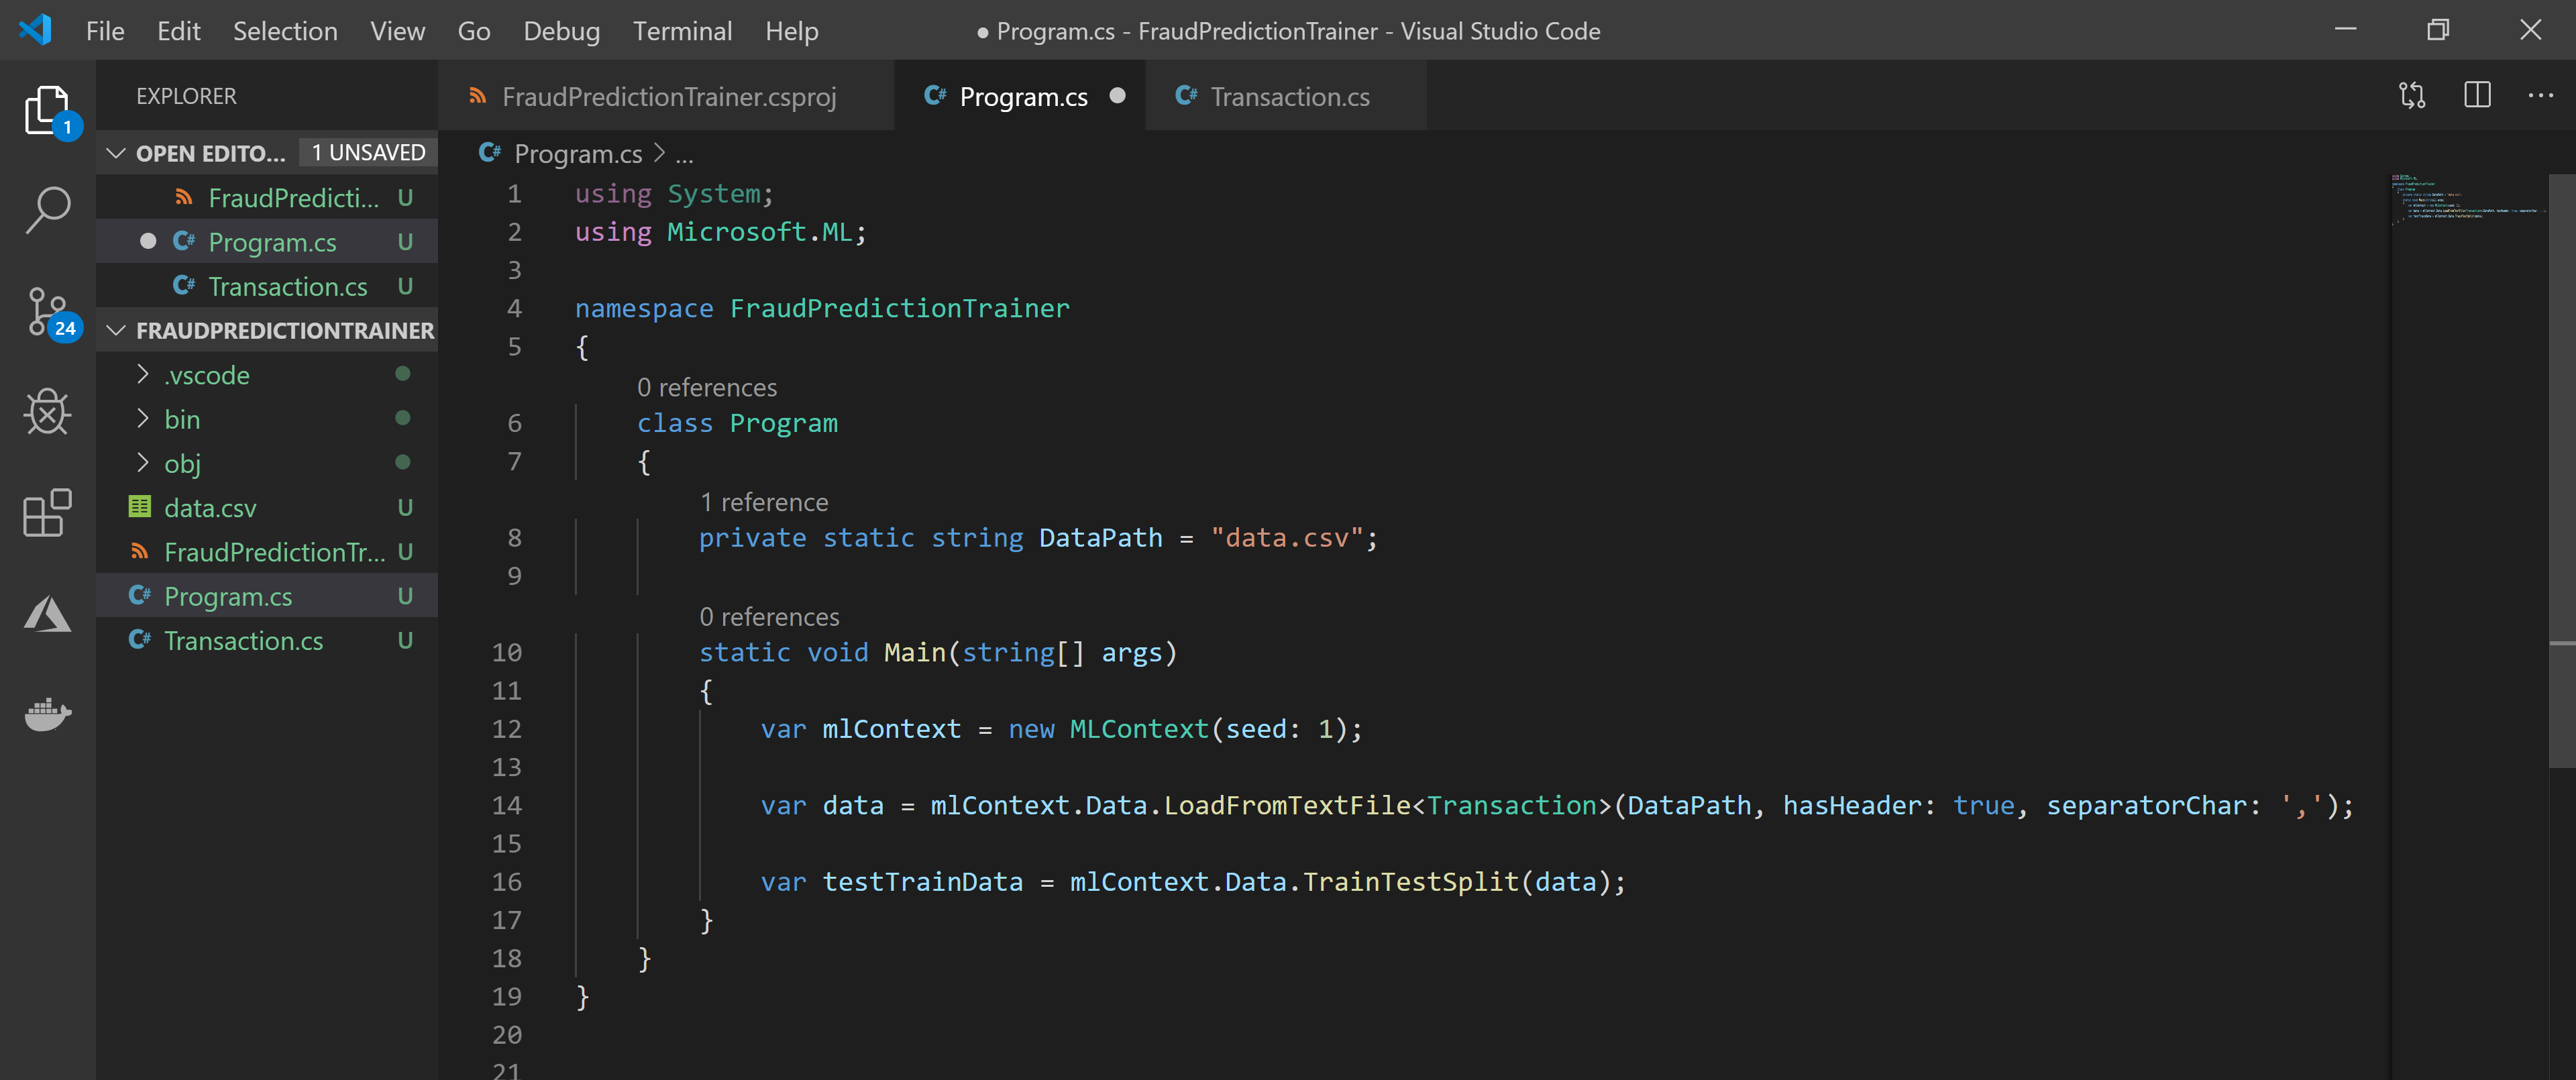 File Edit Selection View Go Debug Terminal Help
● Program.cs - FraudPredictionTrainer - Visual Studio Code
EXPLORER
OPEN EDITO... 1 UNSAVED
FraudPredicti... U
C# Program.cs U
C# Transaction.cs U
FRAUDPREDICTIONTRAINER
.vscode
bin
obj
data.csv U
FraudPredictionTr... U
C# Program.cs U
C# Transaction.cs U
1
24
FraudPredictionTrainer.csproj
C# Program.cs
C# Transaction.cs
C# Program.cs > ...
1 using System;
2 using Microsoft.ML;
3
4 namespace FraudPredictionTrainer
5 {
0 references
6 class Program
7 {
1 reference
8 private static string DataPath = "data.csv";
9
0 references
10 static void Main(string[] args)
11 {
12 var mlContext = new MLContext(seed: 1);
13
14 var data = mlContext.Data.LoadFromTextFile<Transaction>(DataPath, hasHeader: true, separatorChar: ',');
15
16 var testTrainData = mlContext.Data.TrainTestSplit(data);
17 }
18 }
19 }
20
21